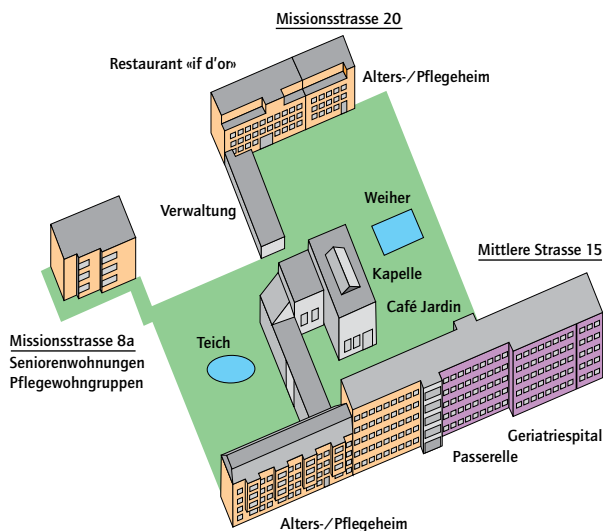 Missionsstrasse 20
Restaurant «if d’or»
Alters-/Pflegeheim
Verwaltung
Weiher
Mittlere Strasse 15
Kapelle
Café Jardin
Missionsstrasse 8a
Seniorenwohnungen
Pflegewohngruppen
Teich
Geriatriespital
Passerelle
Alters-/Pflegeheim